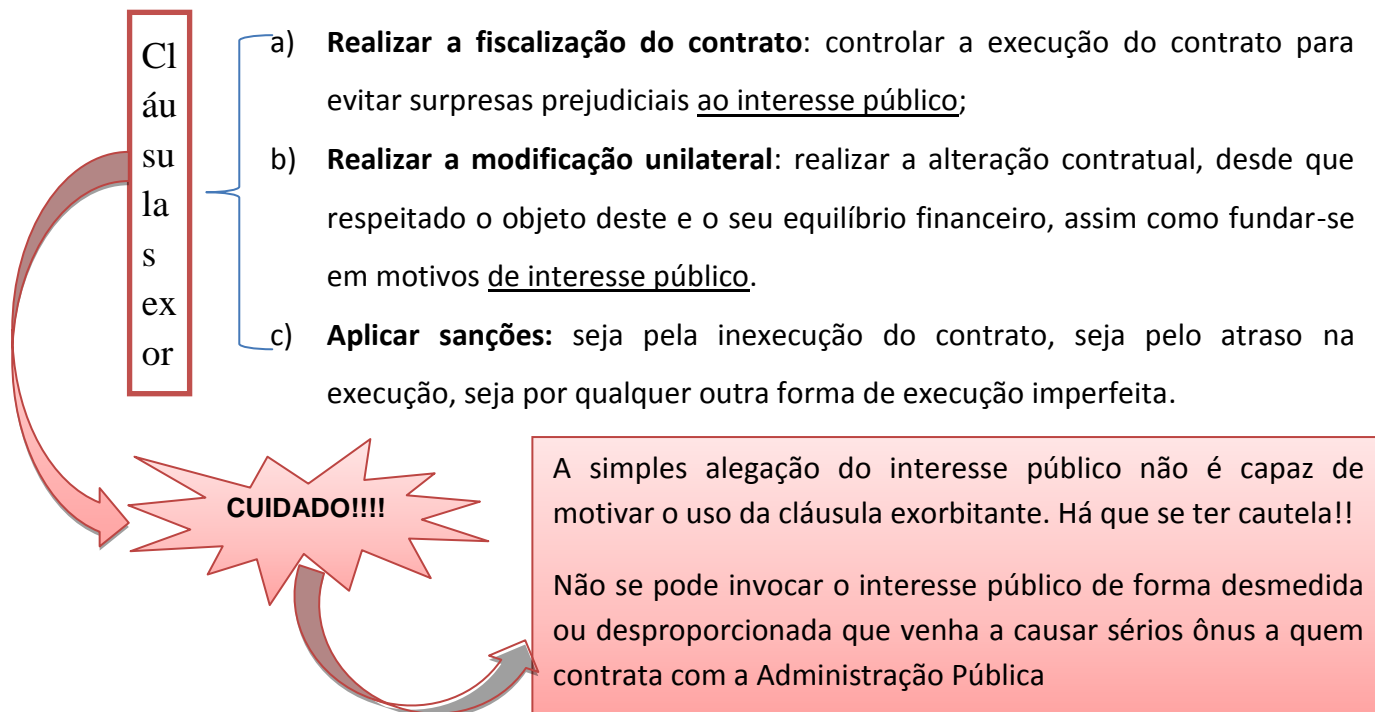 Cl
áu
su
la
s
ex
or
a) Realizar a fiscalização do contrato: controlar a execução do contrato para
evitar surpresas prejudiciais ao interesse público;
b) Realizar a modificação unilateral: realizar a alteração contratual, desde que
respeitado o objeto deste e o seu equilíbrio financeiro, assim como fundar-se
em motivos de interesse público.
c) Aplicar sanções: seja pela inexecução do contrato, seja pelo atraso na
execução, seja por qualquer outra forma de execução imperfeita.
CUIDADO!!!!
A simples alegação do interesse público não é capaz de
motivar o uso da cláusula exorbitante. Há que se ter cautela!!
Não se pode invocar o interesse público de forma desmedida
ou desproporcionada que venha a causar sérios ônus a quem
contrata com a Administração Pública